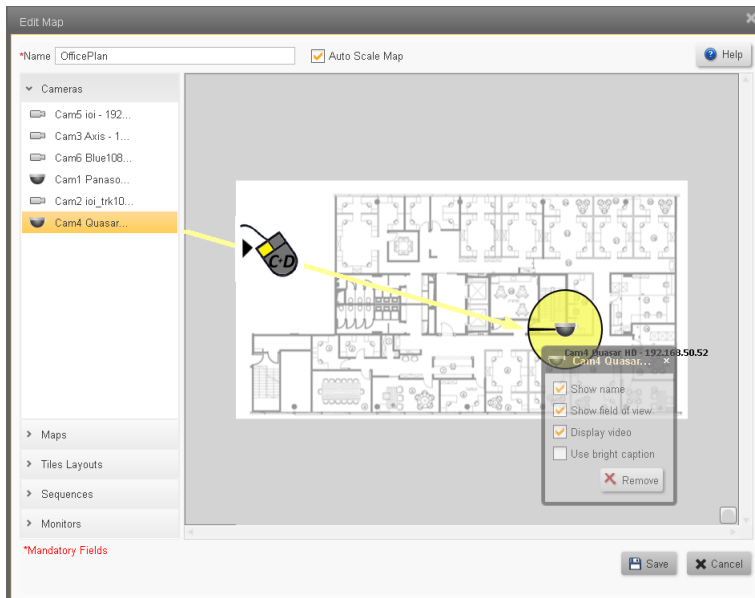 Edit Map
*Name OfficePlan Auto Scale Map Help
Cameras
Cam5 ioi - 192...
Cam3 Axis - 1...
Cam6 Blue108...
Cam1 Panaso...
Cam2 ioi_trk10...
Cam4 Quasar...
C+D
Cam4 Quasar HD - 192.168.50.52
Cam4 Quasar...
Show name
Show field of view
Display video
Use bright caption
Remove
Maps
Tiles Layouts
Sequences
Monitors
*Mandatory Fields
Save Cancel